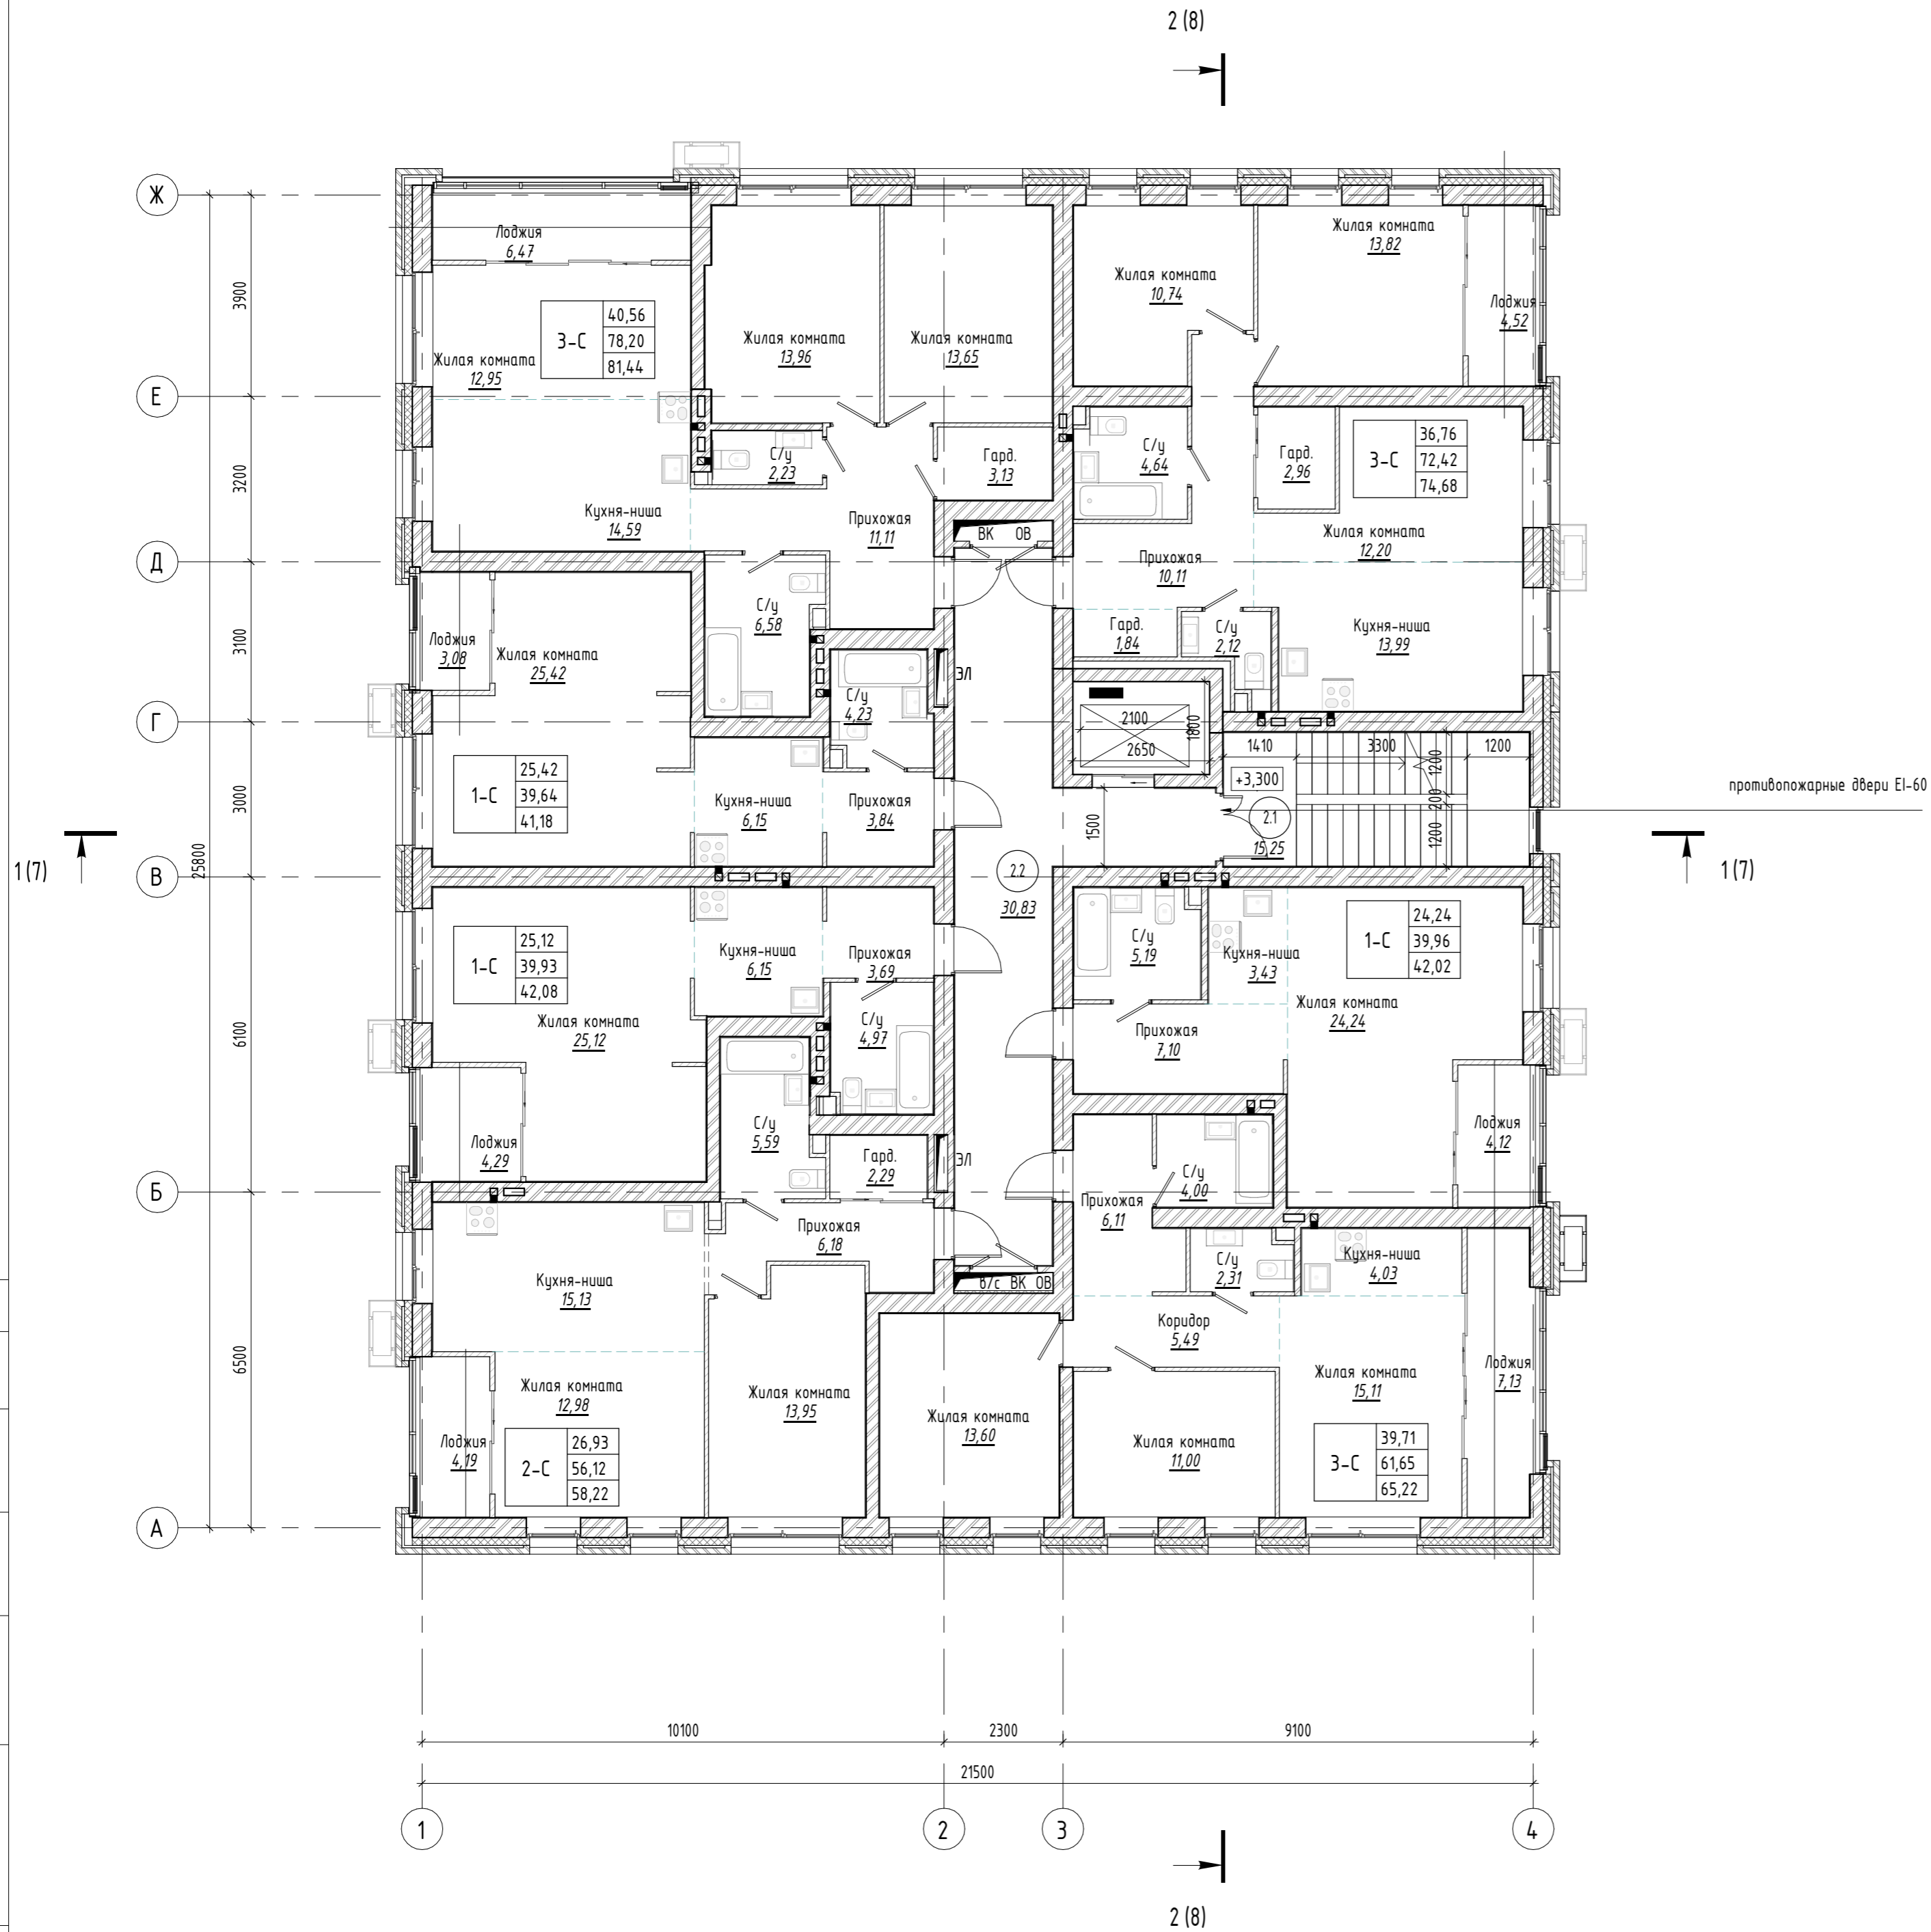 2 (8)
Ж
Е
Д
Г
В
Б
А
3900
3200
3100
3000
6100
6500
25800
1 (7)
1 (7)
Лоджия
6,47
3-С
40,56
78,20
81,44
Жилая комната
12,95
Жилая комната
13,96
Жилая комната
13,65
Жилая комната
10,74
Жилая комната
13,82
Лоджия
4,52
С/у
2,23
Гард.
3,13
Кухня-ниша
14,59
Прихожая
11,11
ВК ОВ
С/у
4,64
Гард.
2,96
3-С
36,76
72,42
74,68
Жилая комната
12,20
Прихожая
10,11
Гард.
1,84
С/у
2,12
Кухня-ниша
13,99
С/у
6,58
Лоджия
3,08
Жилая комната
25,42
С/у
4,23
ЭЛ
2100
2650
1800
1410
3300
1200
1200
200
1200
+3,300
2.1
15,25
1500
противопожарные двери EI-60
1-С
25,42
39,64
41,18
Кухня-ниша
6,15
Прихожая
3,84
2.2
30,83
1-С
25,12
39,93
42,08
Кухня-ниша
6,15
Прихожая
3,69
Жилая комната
25,12
С/у
4,97
Лоджия
4,29
С/у
5,19
Кухня-ниша
3,43
1-С
24,24
39,96
42,02
Жилая комната
24,24
Прихожая
7,10
Лоджия
4,12
С/у
5,59
Гард.
2,29
ЭЛ
Прихожая
6,18
С/у
4,00
Прихожая
6,11
в/с ВК ОВ
С/у
2,31
Кухня-ниша
4,03
Кухня-ниша
15,13
Коридор
5,49
Жилая комната
12,98
Жилая комната
13,95
Жилая комната
13,60
Жилая комната
11,00
Жилая комната
15,11
Лоджия
7,13
Лоджия
4,19
2-С
26,93
56,12
58,22
3-С
39,71
61,65
65,22
10100
2300
9100
21500
1
2
3
4
2 (8)